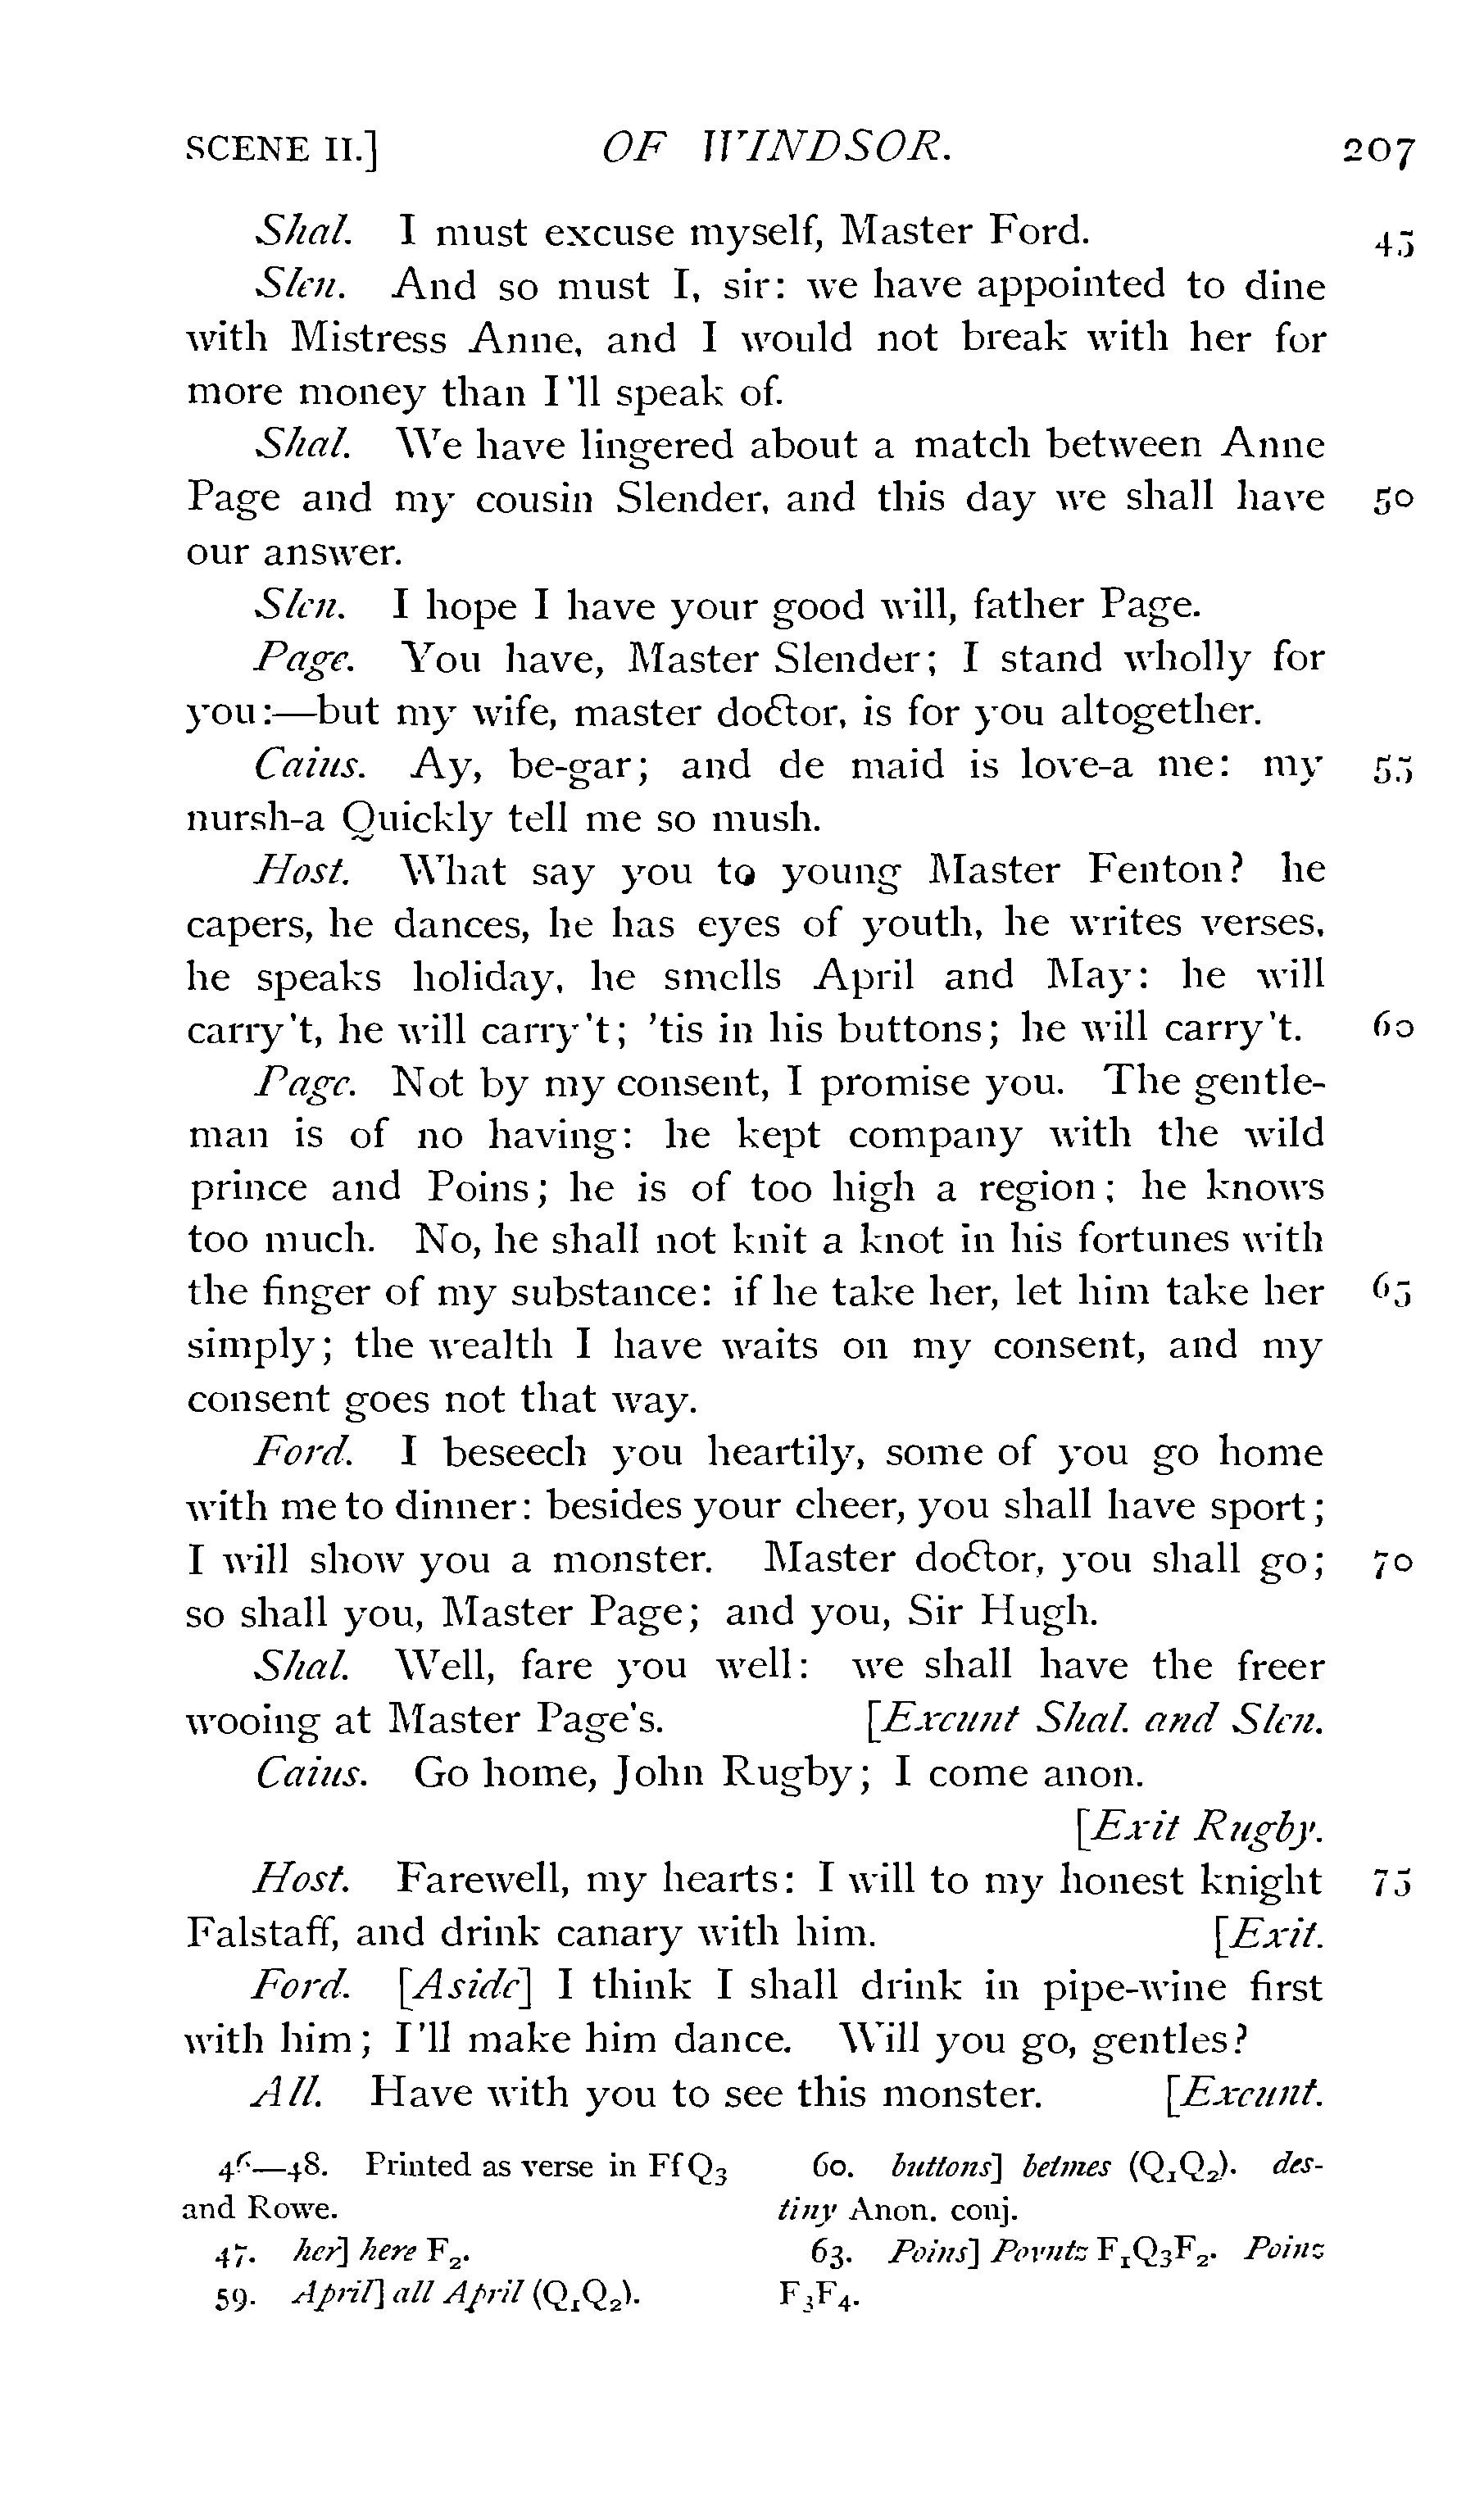 SCENE II.] OF WINDSOR. 207
Shal. I must excuse myself, Master Ford. 45
Slen. And so must I, sir: we have appointed to dine
with Mistress Anne, and I would not break with her for
more money than I'll speak of.
Shal. We have lingered about a match between Anne
Page and my cousin Slender, and this day we shall have 50
our answer.
Slen. I hope I have your good will, father Page.
Page. You have, Master Slender; I stand wholly for
you:—but my wife, master doctor, is for you altogether.
Caius. Ay, be-gar; and de maid is love-a me: my 55
nursh-a Quickly tell me so mush.
Host. What say you to young Master Fenton? he
capers, he dances, he has eyes of youth, he writes verses,
he speaks holiday, he smells April and May: he will
carry't, he will carry't; 'tis in his buttons; he will carry't. 60
Page. Not by my consent, I promise you. The gentle-
man is of no having: he kept company with the wild
prince and Poins; he is of too high a region; he knows
too much. No, he shall not knit a knot in his fortunes with
the finger of my substance: if he take her, let him take her 65
simply; the wealth I have waits on my consent, and my
consent goes not that way.
Ford. I beseech you heartily, some of you go home
with me to dinner: besides your cheer, you shall have sport;
I will show you a monster. Master doctor, you shall go; 70
so shall you, Master Page; and you, Sir Hugh.
Shal. Well, fare you well: we shall have the freer
wooing at Master Page's. [Exeunt Shal. and Slen.
Caius. Go home, John Rugby; I come anon.
[Exit Rugby.
Host. Farewell, my hearts: I will to my honest knight 75
Falstaff, and drink canary with him. [Exit.
Ford. [Aside] I think I shall drink in pipe-wine first
with him; I'll make him dance. Will you go, gentles?
All. Have with you to see this monster. [Exeunt.
46—48. Printed as verse in FfQ3
and Rowe.
47. her] here F2.
59. April] all April (Q1Q2).
60. buttons] betmes (Q1Q2). des-
tiny Anon. conj.
63. Poins] Poyntz F1Q3F2. Poinz
F3F4.